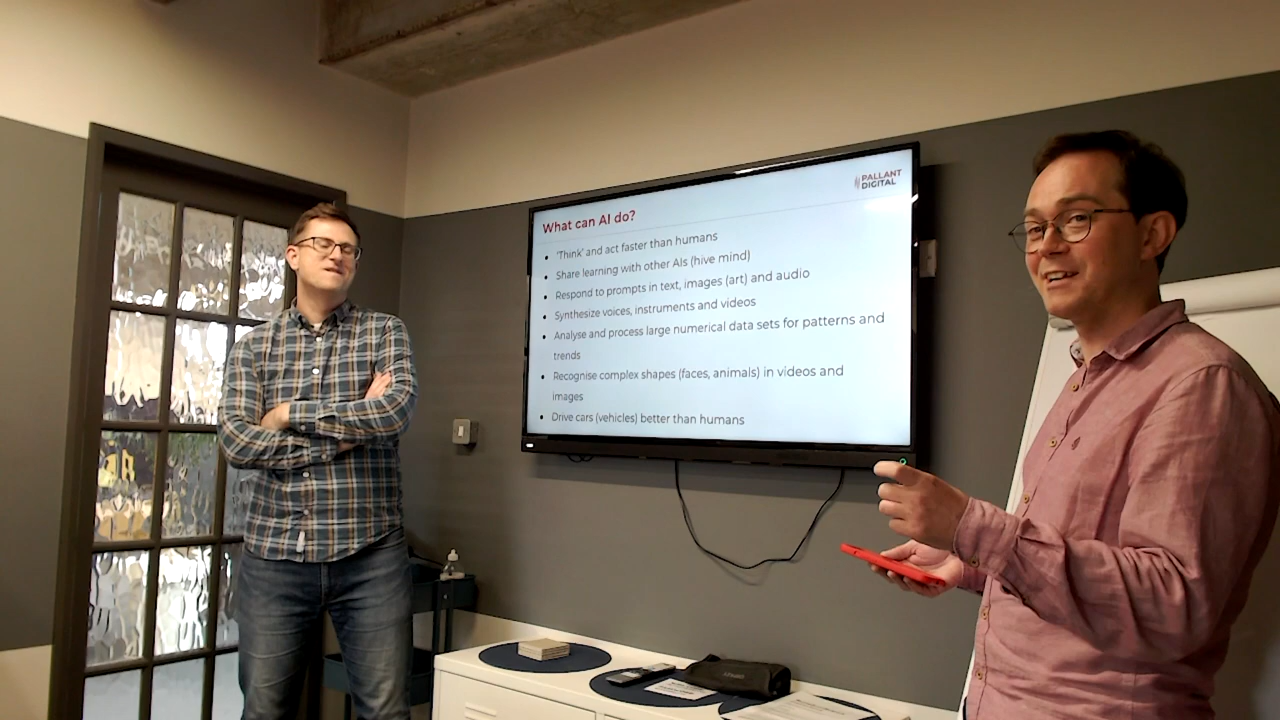 PALLANT
DIGITAL
What can AI do?
• 'Think' and act faster than humans
• Share learning with other AIs (hive mind)
• Respond to prompts in text, images (art) and audio
• Synthesize voices, instruments and videos
• Analyse and process large numerical data sets for patterns and
trends
• Recognise complex shapes (faces, animals) in videos and
images
• Drive cars (vehicles) better than humans